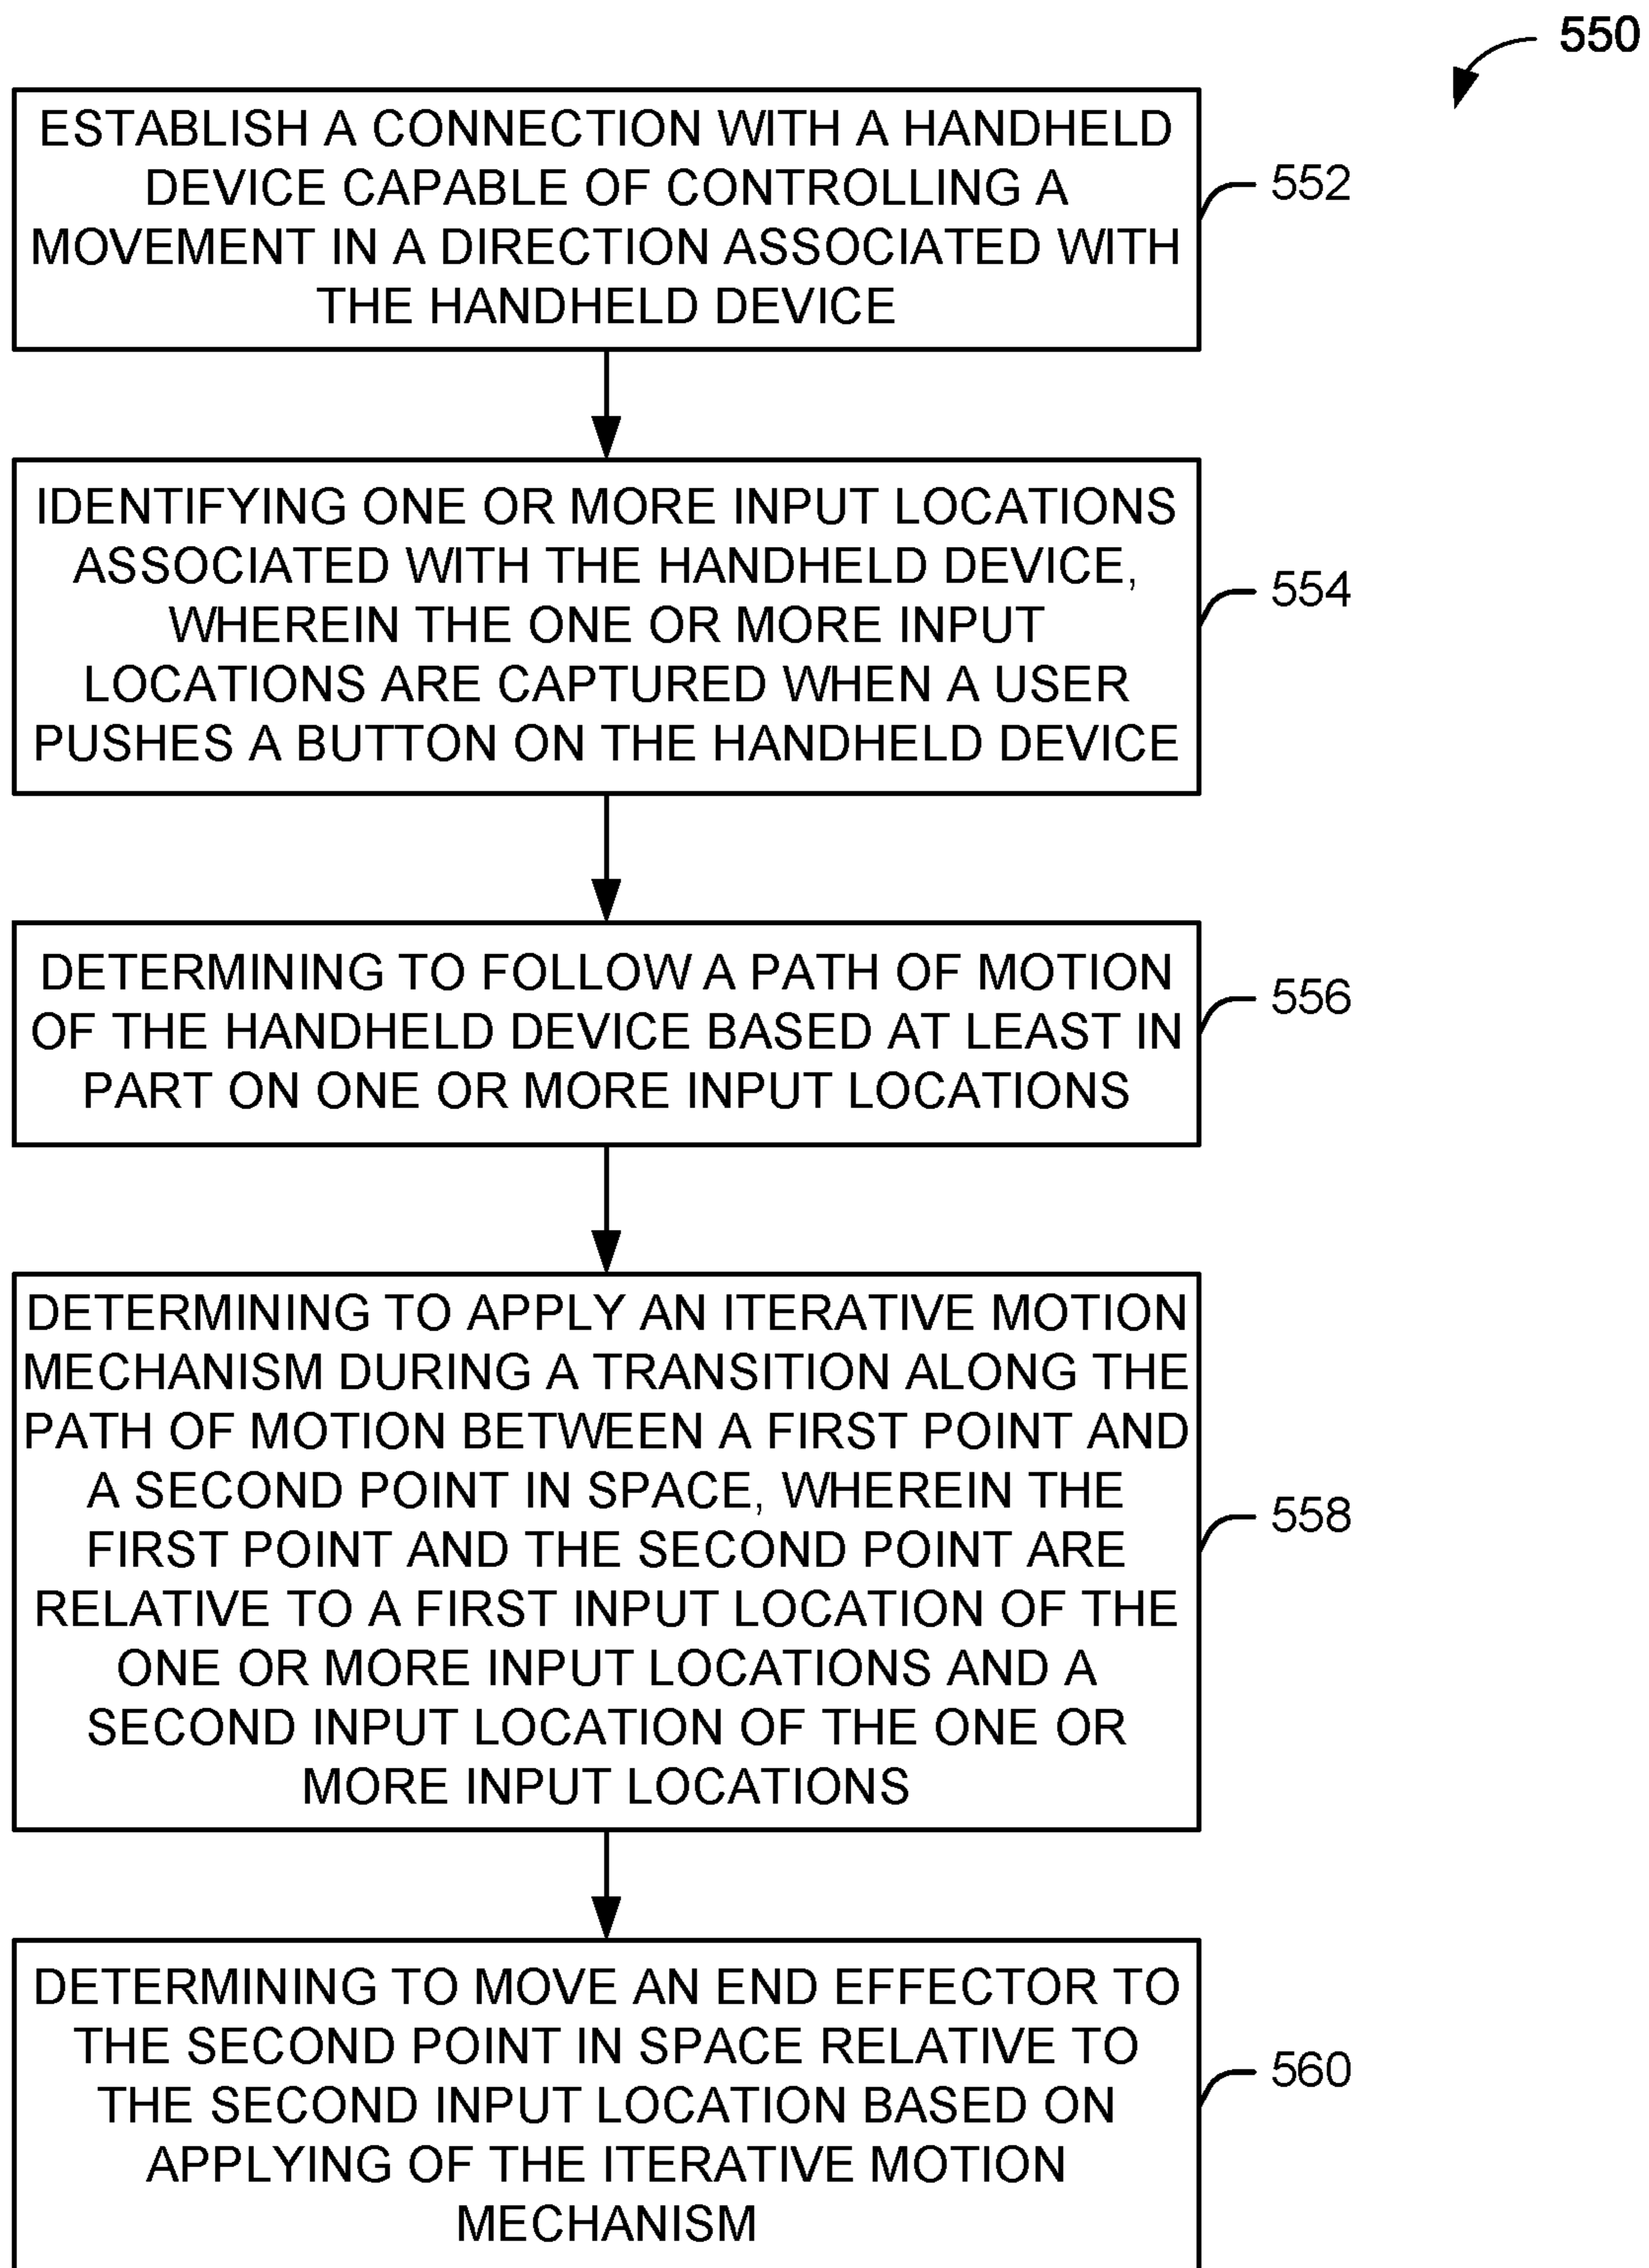 550
ESTABLISH A CONNECTION WITH A HANDHELD
DEVICE CAPABLE OF CONTROLLING A
MOVEMENT IN A DIRECTION ASSOCIATED WITH
THE HANDHELD DEVICE
552
IDENTIFYING ONE OR MORE INPUT LOCATIONS
ASSOCIATED WITH THE HANDHELD DEVICE,
WHEREIN THE ONE OR MORE INPUT
LOCATIONS ARE CAPTURED WHEN A USER
PUSHES A BUTTON ON THE HANDHELD DEVICE
554
DETERMINING TO FOLLOW A PATH OF MOTION
OF THE HANDHELD DEVICE BASED AT LEAST IN
PART ON ONE OR MORE INPUT LOCATIONS
556
DETERMINING TO APPLY AN ITERATIVE MOTION
MECHANISM DURING A TRANSITION ALONG THE
PATH OF MOTION BETWEEN A FIRST POINT AND
A SECOND POINT IN SPACE, WHEREIN THE
FIRST POINT AND THE SECOND POINT ARE
RELATIVE TO A FIRST INPUT LOCATION OF THE
ONE OR MORE INPUT LOCATIONS AND A
SECOND INPUT LOCATION OF THE ONE OR
MORE INPUT LOCATIONS
558
DETERMINING TO MOVE AN END EFFECTOR TO
THE SECOND POINT IN SPACE RELATIVE TO
THE SECOND INPUT LOCATION BASED ON
APPLYING OF THE ITERATIVE MOTION
MECHANISM
560